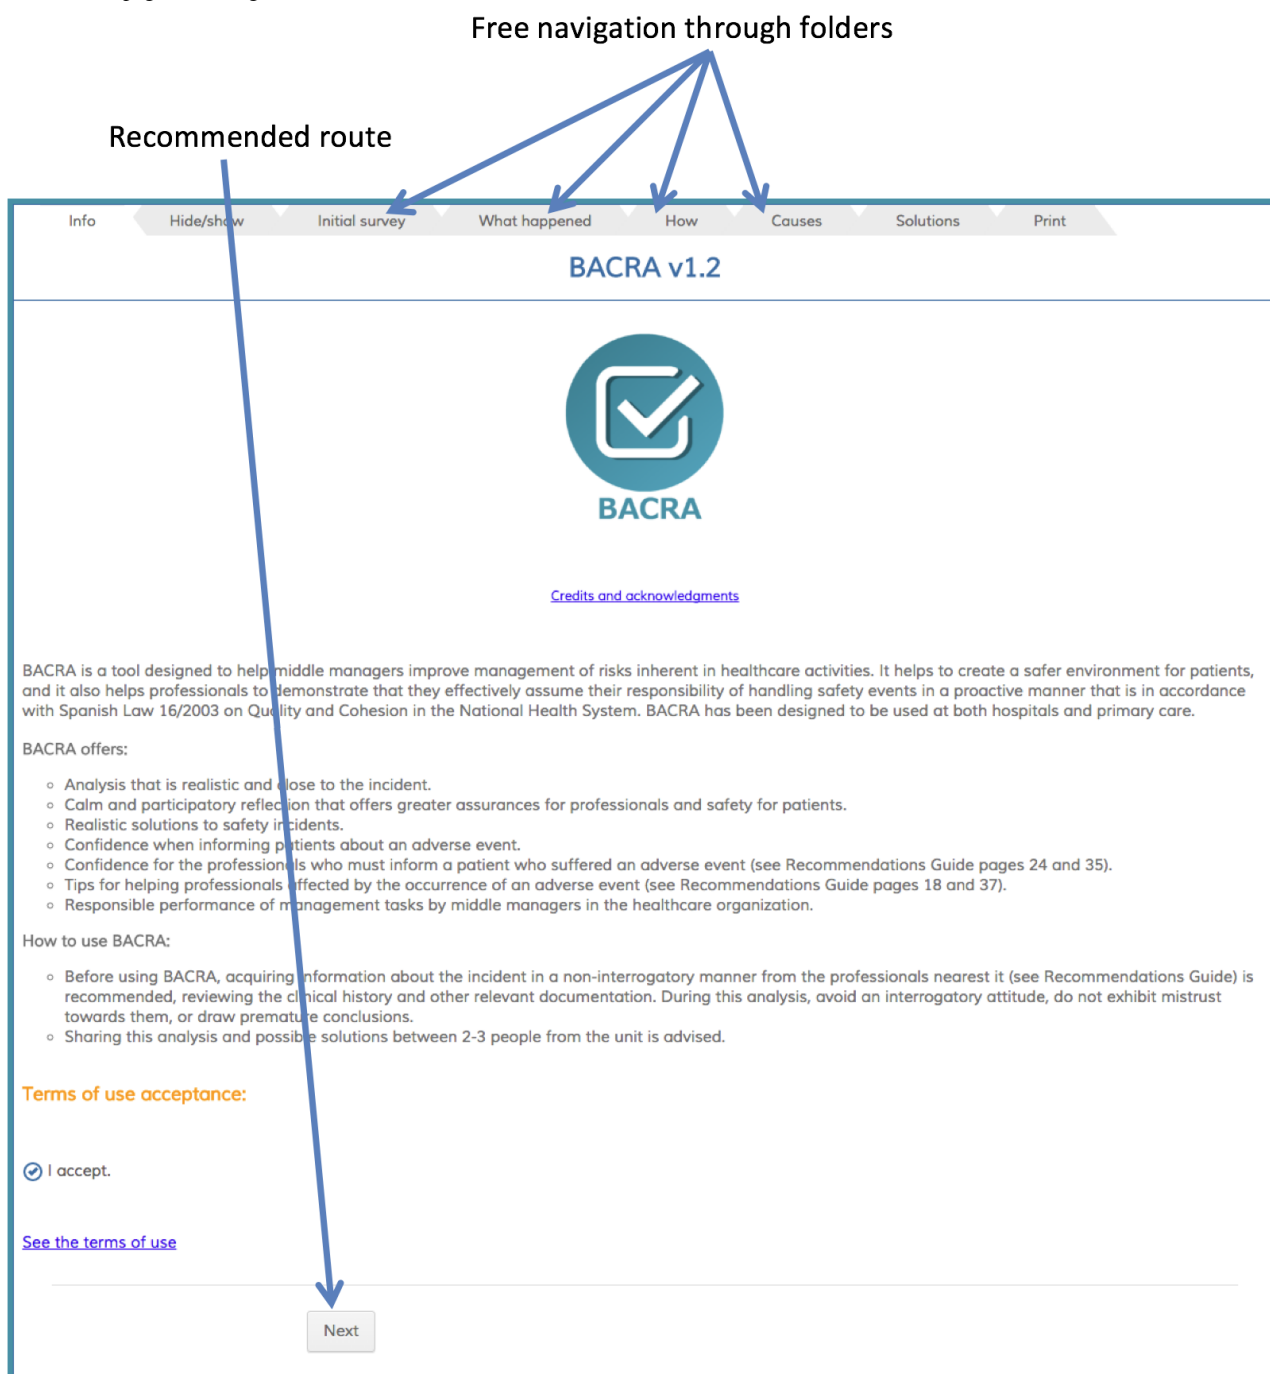 Free navigation through folders
Recommended route
Info Hide/show Initial survey What happened How Causes Solutions Print
BACRA v1.2
BACRA
Credits and acknowledgments
BACRA is a tool designed to help middle managers improve management of risks inherent in healthcare activities. It helps to create a safer environment for patients,
and it also helps professionals to demonstrate that they effectively assume their responsibility of handling safety events in a proactive manner that is in accordance
with Spanish Law 16/2003 on Quality and Cohesion in the National Health System. BACRA has been designed to be used at both hospitals and primary care.
BACRA offers:
◦ Analysis that is realistic and close to the incident.
◦ Calm and participatory reflection that offers greater assurances for professionals and safety for patients.
◦ Realistic solutions to safety incidents.
◦ Confidence when informing patients about an adverse event.
◦ Confidence for the professionals who must inform a patient who suffered an adverse event (see Recommendations Guide pages 24 and 35).
◦ Tips for helping professionals affected by the occurrence of an adverse event (see Recommendations Guide pages 18 and 37).
◦ Responsible performance of management tasks by middle managers in the healthcare organization.
How to use BACRA:
◦ Before using BACRA, acquiring information about the incident in a non-interrogatory manner from the professionals nearest it (see Recommendations Guide) is
recommended, reviewing the clinical history and other relevant documentation. During this analysis, avoid an interrogatory attitude, do not exhibit mistrust
towards them, or draw premature conclusions.
◦ Sharing this analysis and possible solutions between 2-3 people from the unit is advised.
Terms of use acceptance:
I accept.
See the terms of use
Next